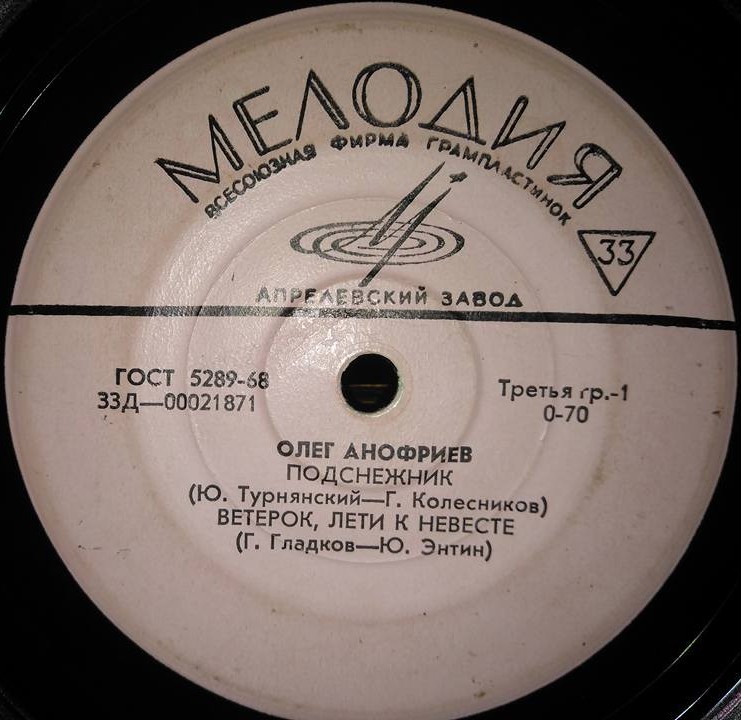 МЕЛОДИЯ
ВСЕСОЮЗНАЯ ФИРМА ГРАМПЛАСТИНОК
33
АПРЕЛЕВСКИЙ ЗАВОД
ГОСТ 5289-68
33Д—00021871
Третья гр.-1
0-70
ОЛЕГ АНОФРИЕВ
ПОДСНЕЖНИК
(Ю. Турнянский—Г. Колесников)
ВЕТЕРОК, ЛЕТИ К НЕВЕСТЕ
(Г. Гладков—Ю. Энтин)